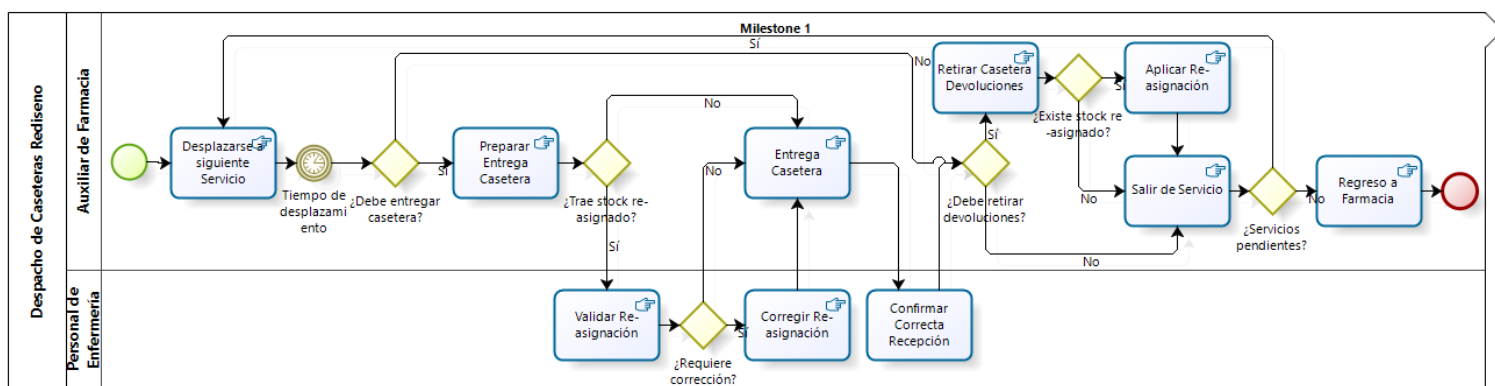 Despacho de Caseteras Rediseno
Auxiliar de Farmacia
Milestone 1
Sí
No
Desplazarse a
siguiente
Servicio
Tiempo de
desplazami
ento
¿Debe entregar
casetera?
Sí
Preparar
Entrega
Casetera
¿Trae stock re-
asignado?
No
Sí
Entrega
Casetera
No
Retirar Casetera
Devoluciones
Sí
¿Debe retirar
devoluciones?
No
¿Existe stock re
-asignado?
Sí
No
Aplicar Re-
asignación
Salir de Servicio
¿Servicios
pendientes?
No
Regreso a
Farmacia
Personal de
Enfermería
Validar Re-
asignación
¿Requiere
corrección?
Sí
Corregir Re-
asignación
Confirmar
Correcta
Recepción